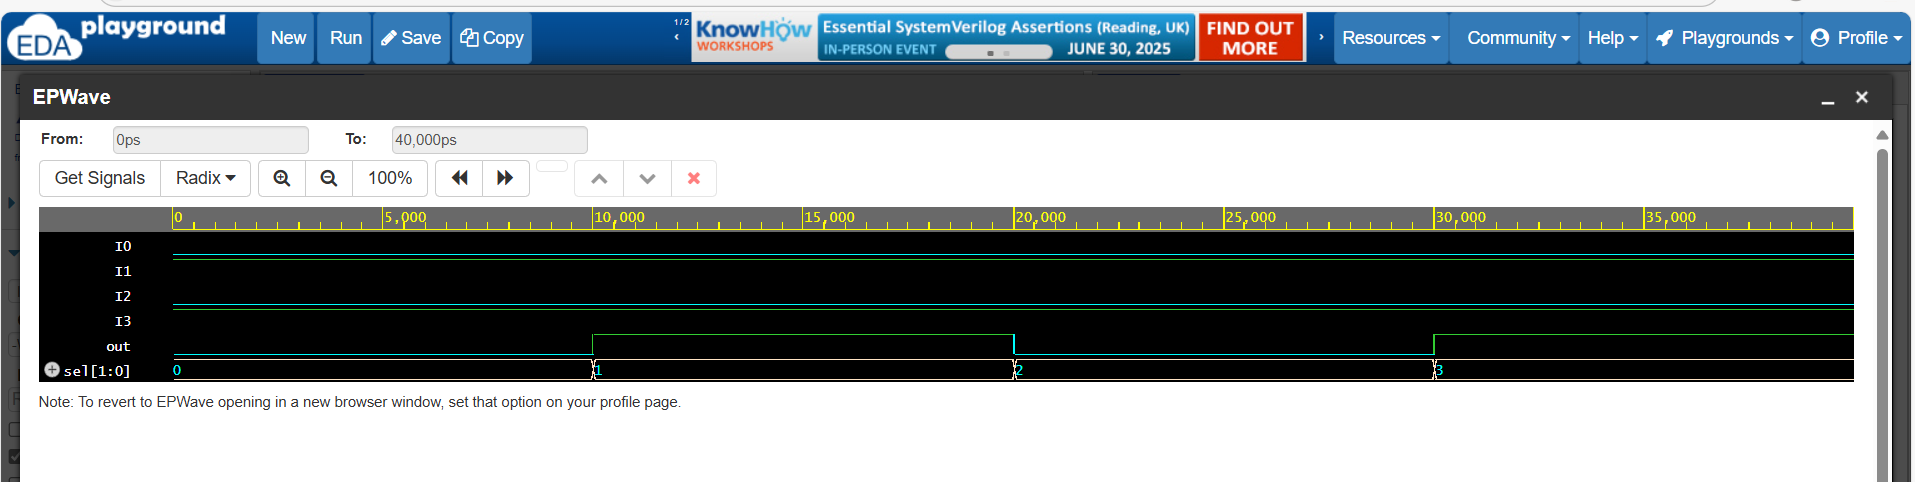 EDA playground
New
Run
Save
Copy
1/2
KnowHow
WORKSHOPS
Essential SystemVerilog Assertions (Reading, UK)
IN-PERSON EVENT
JUNE 30, 2025
FIND OUT
MORE
Resources
Community
Help
Playgrounds
Profile
EPWave
From:
0ps
To:
40,000ps
Get Signals
Radix
100%
0
5,000
10,000
15,000
20,000
25,000
30,000
35,000
I0
I1
I2
I3
out
sel[1:0]
0
1
2
3
Note: To revert to EPWave opening in a new browser window, set that option on your profile page.